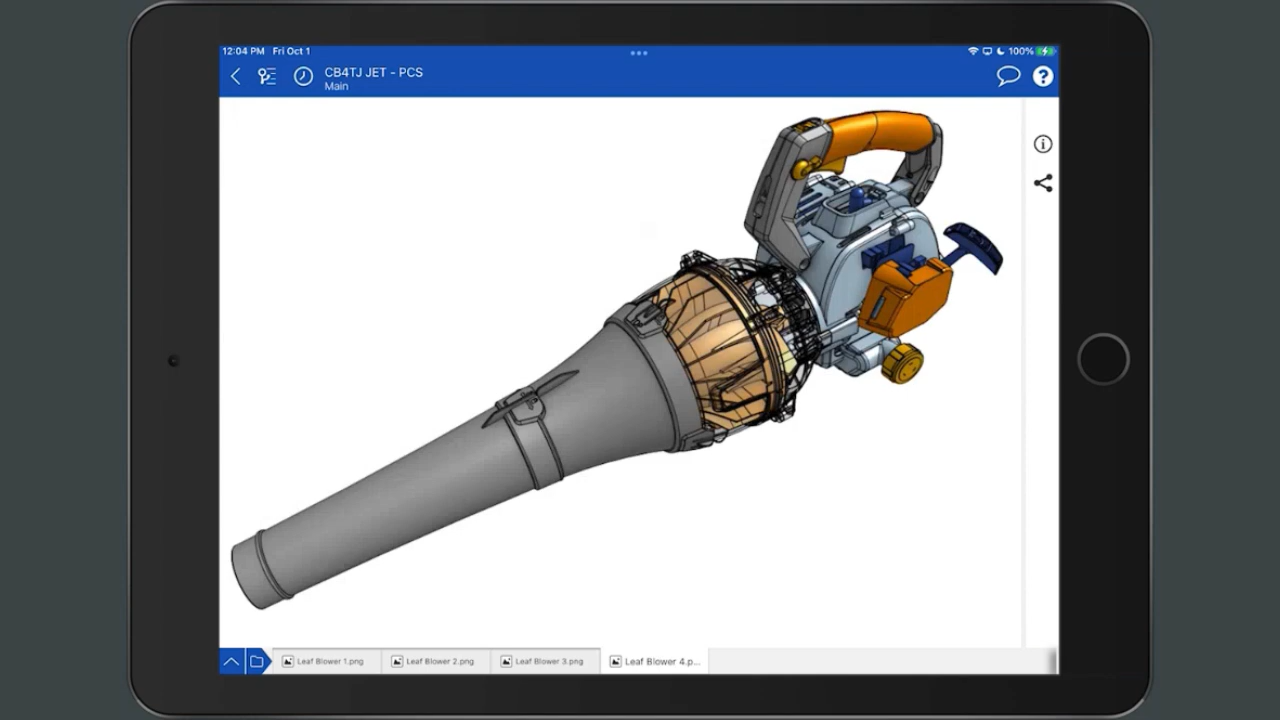 12:04 PM Fri Oct 1
100%
CB4TJ JET - PCS
Main
?
Leaf Blower 1.png
Leaf Blower 2.png
Leaf Blower 3.png
Leaf Blower 4.p...